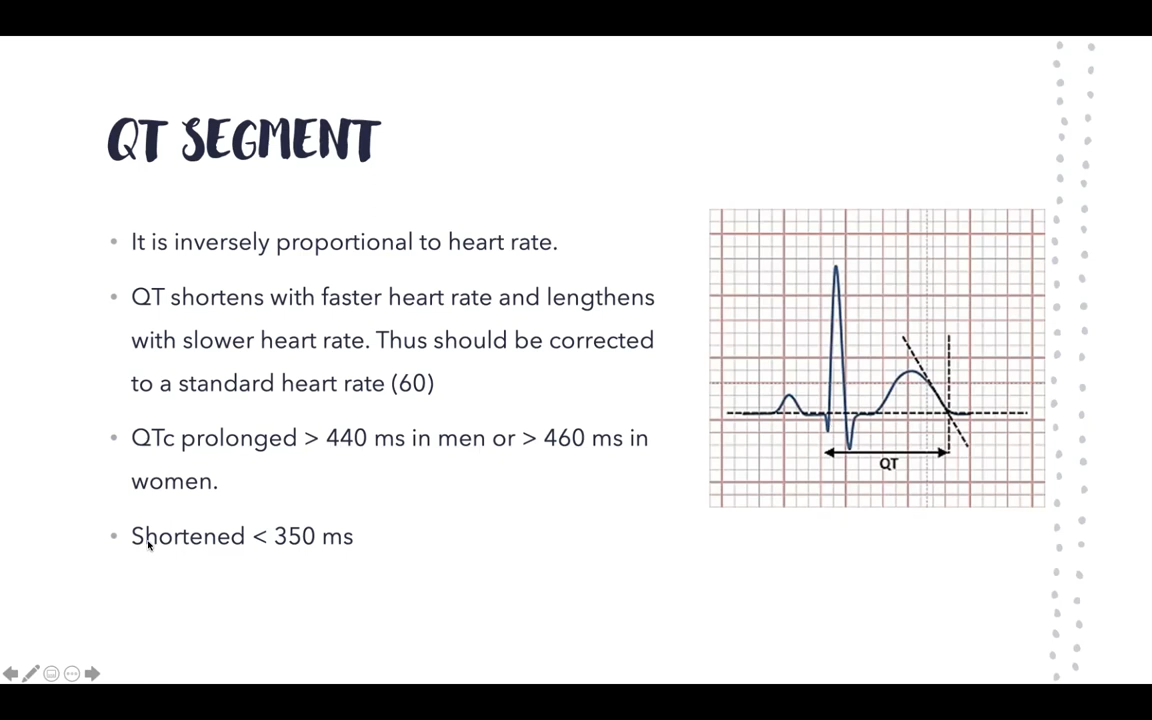 QT SEGMENT
• It is inversely proportional to heart rate.
• QT shortens with faster heart rate and lengthens
with slower heart rate. Thus should be corrected
to a standard heart rate (60)
• QTc prolonged > 440 ms in men or > 460 ms in
women.
• Shortened < 350 ms
QT